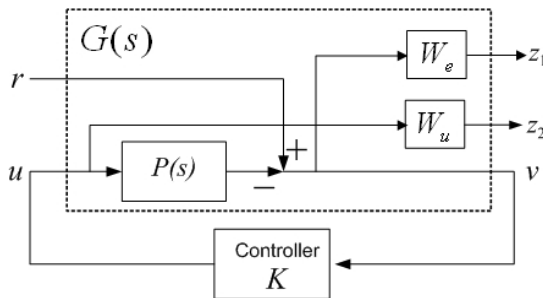 G(s)
W_e
z_1
r
W_u
z_2
+
u
P(s)
−
v
Controller
K